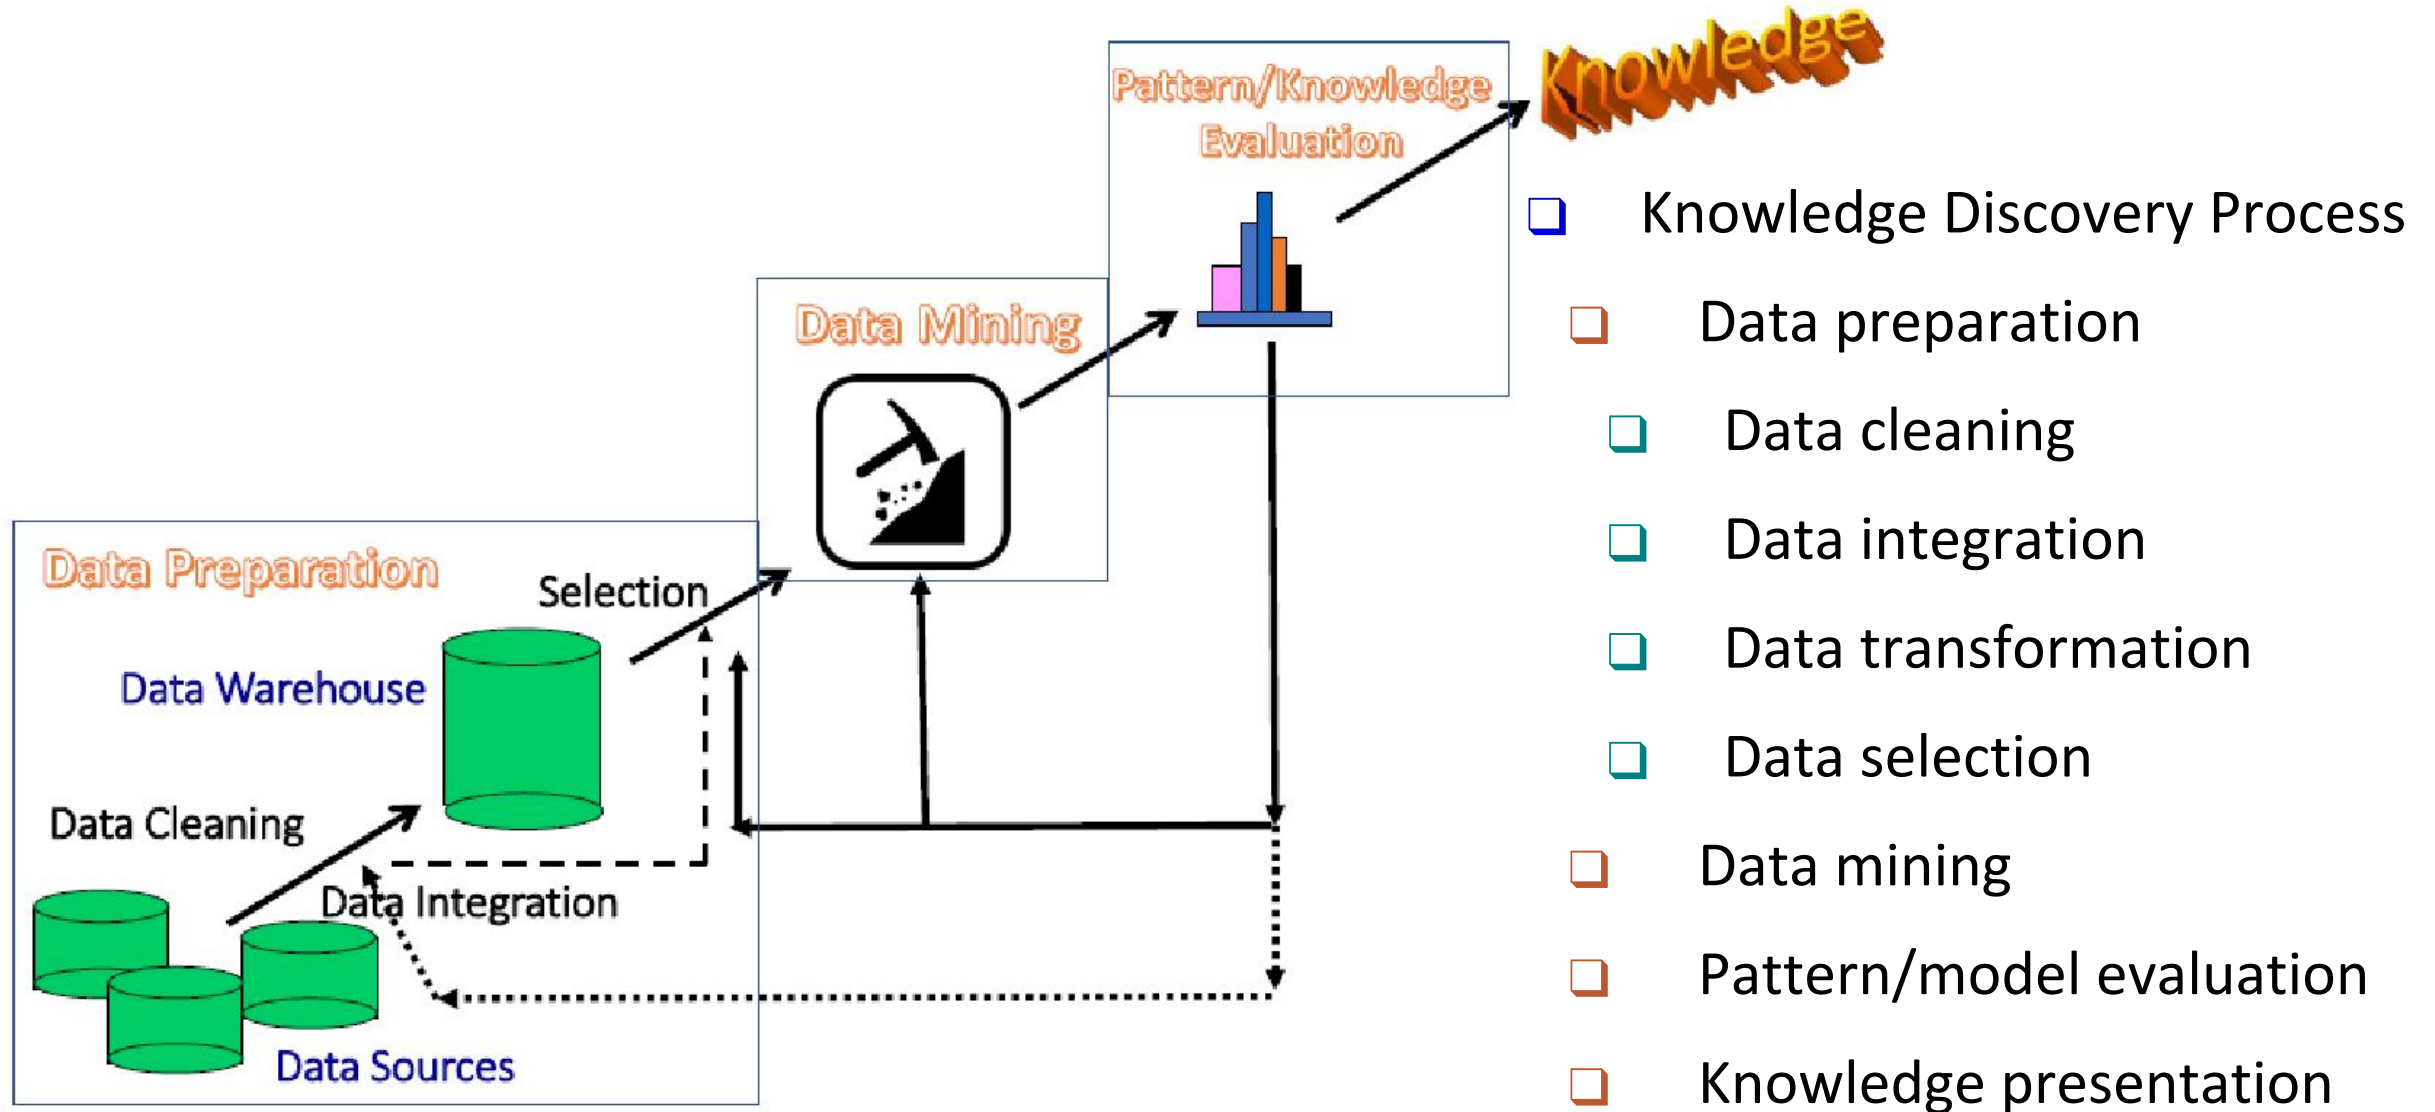 Knowledge
Pattern/Knowledge
Evaluation
Data Mining
Data Preparation
Selection
Data Warehouse
Data Cleaning
Data Integration
Data Sources
Knowledge Discovery Process
Data preparation
Data cleaning
Data integration
Data transformation
Data selection
Data mining
Pattern/model evaluation
Knowledge presentation